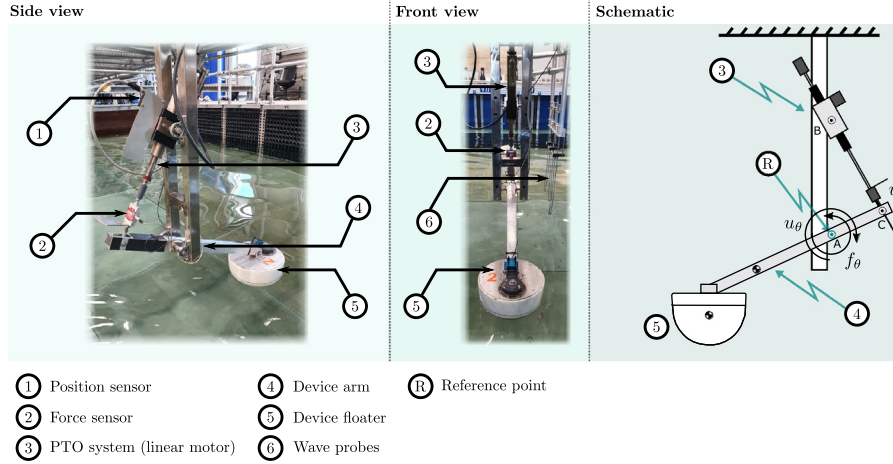 Side view
Front view
Schematic
1
2
3
4
5
3
2
6
5
3
R
B
u
C
u_θ
A
f_θ
4
5
1 Position sensor
2 Force sensor
3 PTO system (linear motor)
4 Device arm
5 Device floater
6 Wave probes
R Reference point